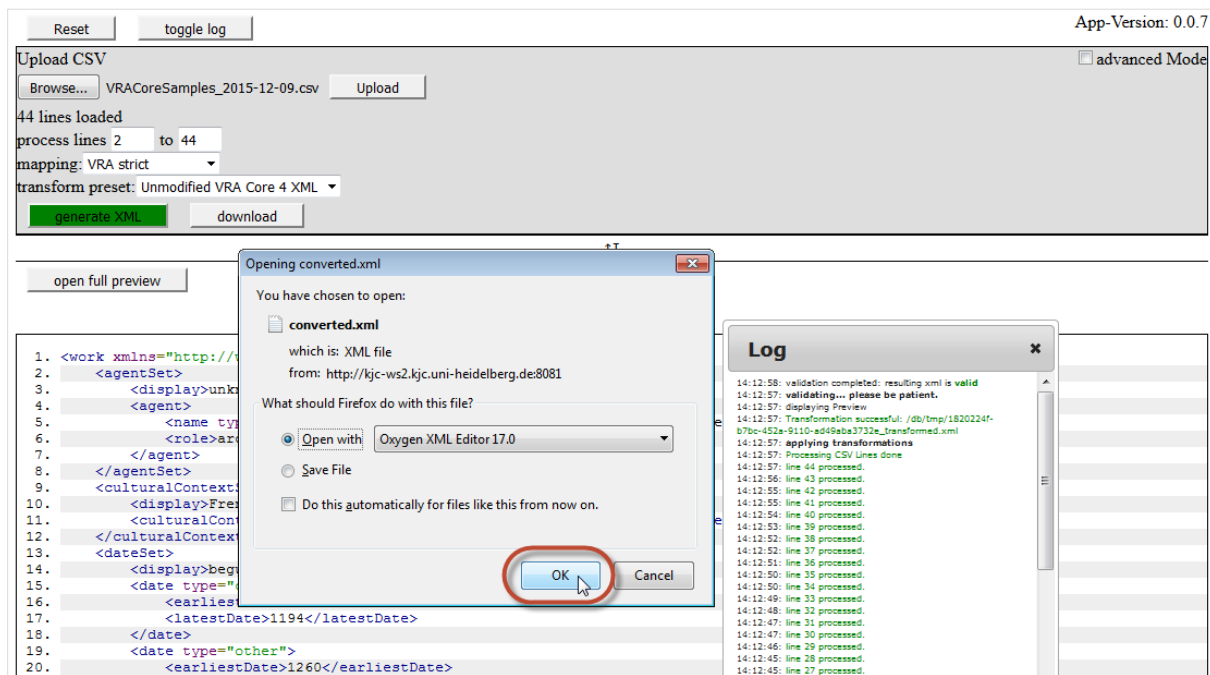 Reset toggle log App-Version: 0.0.7
Upload CSV advanced Mode
Browse... VRACoreSamples_2015-12-09.csv Upload
44 lines loaded
process lines 2 to 44
mapping: VRA strict
transform preset: Unmodified VRA Core 4 XML
generate XML download
open full preview
Opening converted.xml
You have chosen to open:
converted.xml
which is: XML file
from: http://kjc-ws2.kjc.uni-heidelberg.de:8081
What should Firefox do with this file?
Open with Oxygen XML Editor 17.0
Save File
Do this automatically for files like this from now on.
OK Cancel
1. <work xmlns="http://
2. <agentSet>
3. <display>unk
4. <agent>
5. <name typ
6. <role>arc
7. </agent>
8. </agentSet>
9. <culturalContext
10. <display>Fre
11. <culturalCon
12. </culturalContext
13. <dateSet>
14. <display>beg
15. <date type="
16. <earliest
17. <latestDate>1194</latestDate>
18. </date>
19. <date type="other">
20. <earliestDate>1260</earliestDate>
Log
14:12:58: validation completed: resulting xml is valid
14:12:57: validating... please be patient.
14:12:57: displaying Preview
14:12:57: Transformation successful: /db/tmp/1820224f-
b7bc-452a-9110-ad49aba3732e_transformed.xml
14:12:57: applying transformations
14:12:57: Processing CSV Lines done
14:12:57: line 44 processed.
14:12:56: line 43 processed.
14:12:55: line 42 processed.
14:12:55: line 41 processed.
14:12:54: line 40 processed.
14:12:53: line 39 processed.
14:12:52: line 38 processed.
14:12:52: line 37 processed.
14:12:51: line 36 processed.
14:12:50: line 35 processed.
14:12:50: line 34 processed.
14:12:49: line 33 processed.
14:12:48: line 32 processed.
14:12:47: line 31 processed.
14:12:47: line 30 processed.
14:12:46: line 29 processed.
14:12:45: line 28 processed.
14:12:45: line 27 processed.